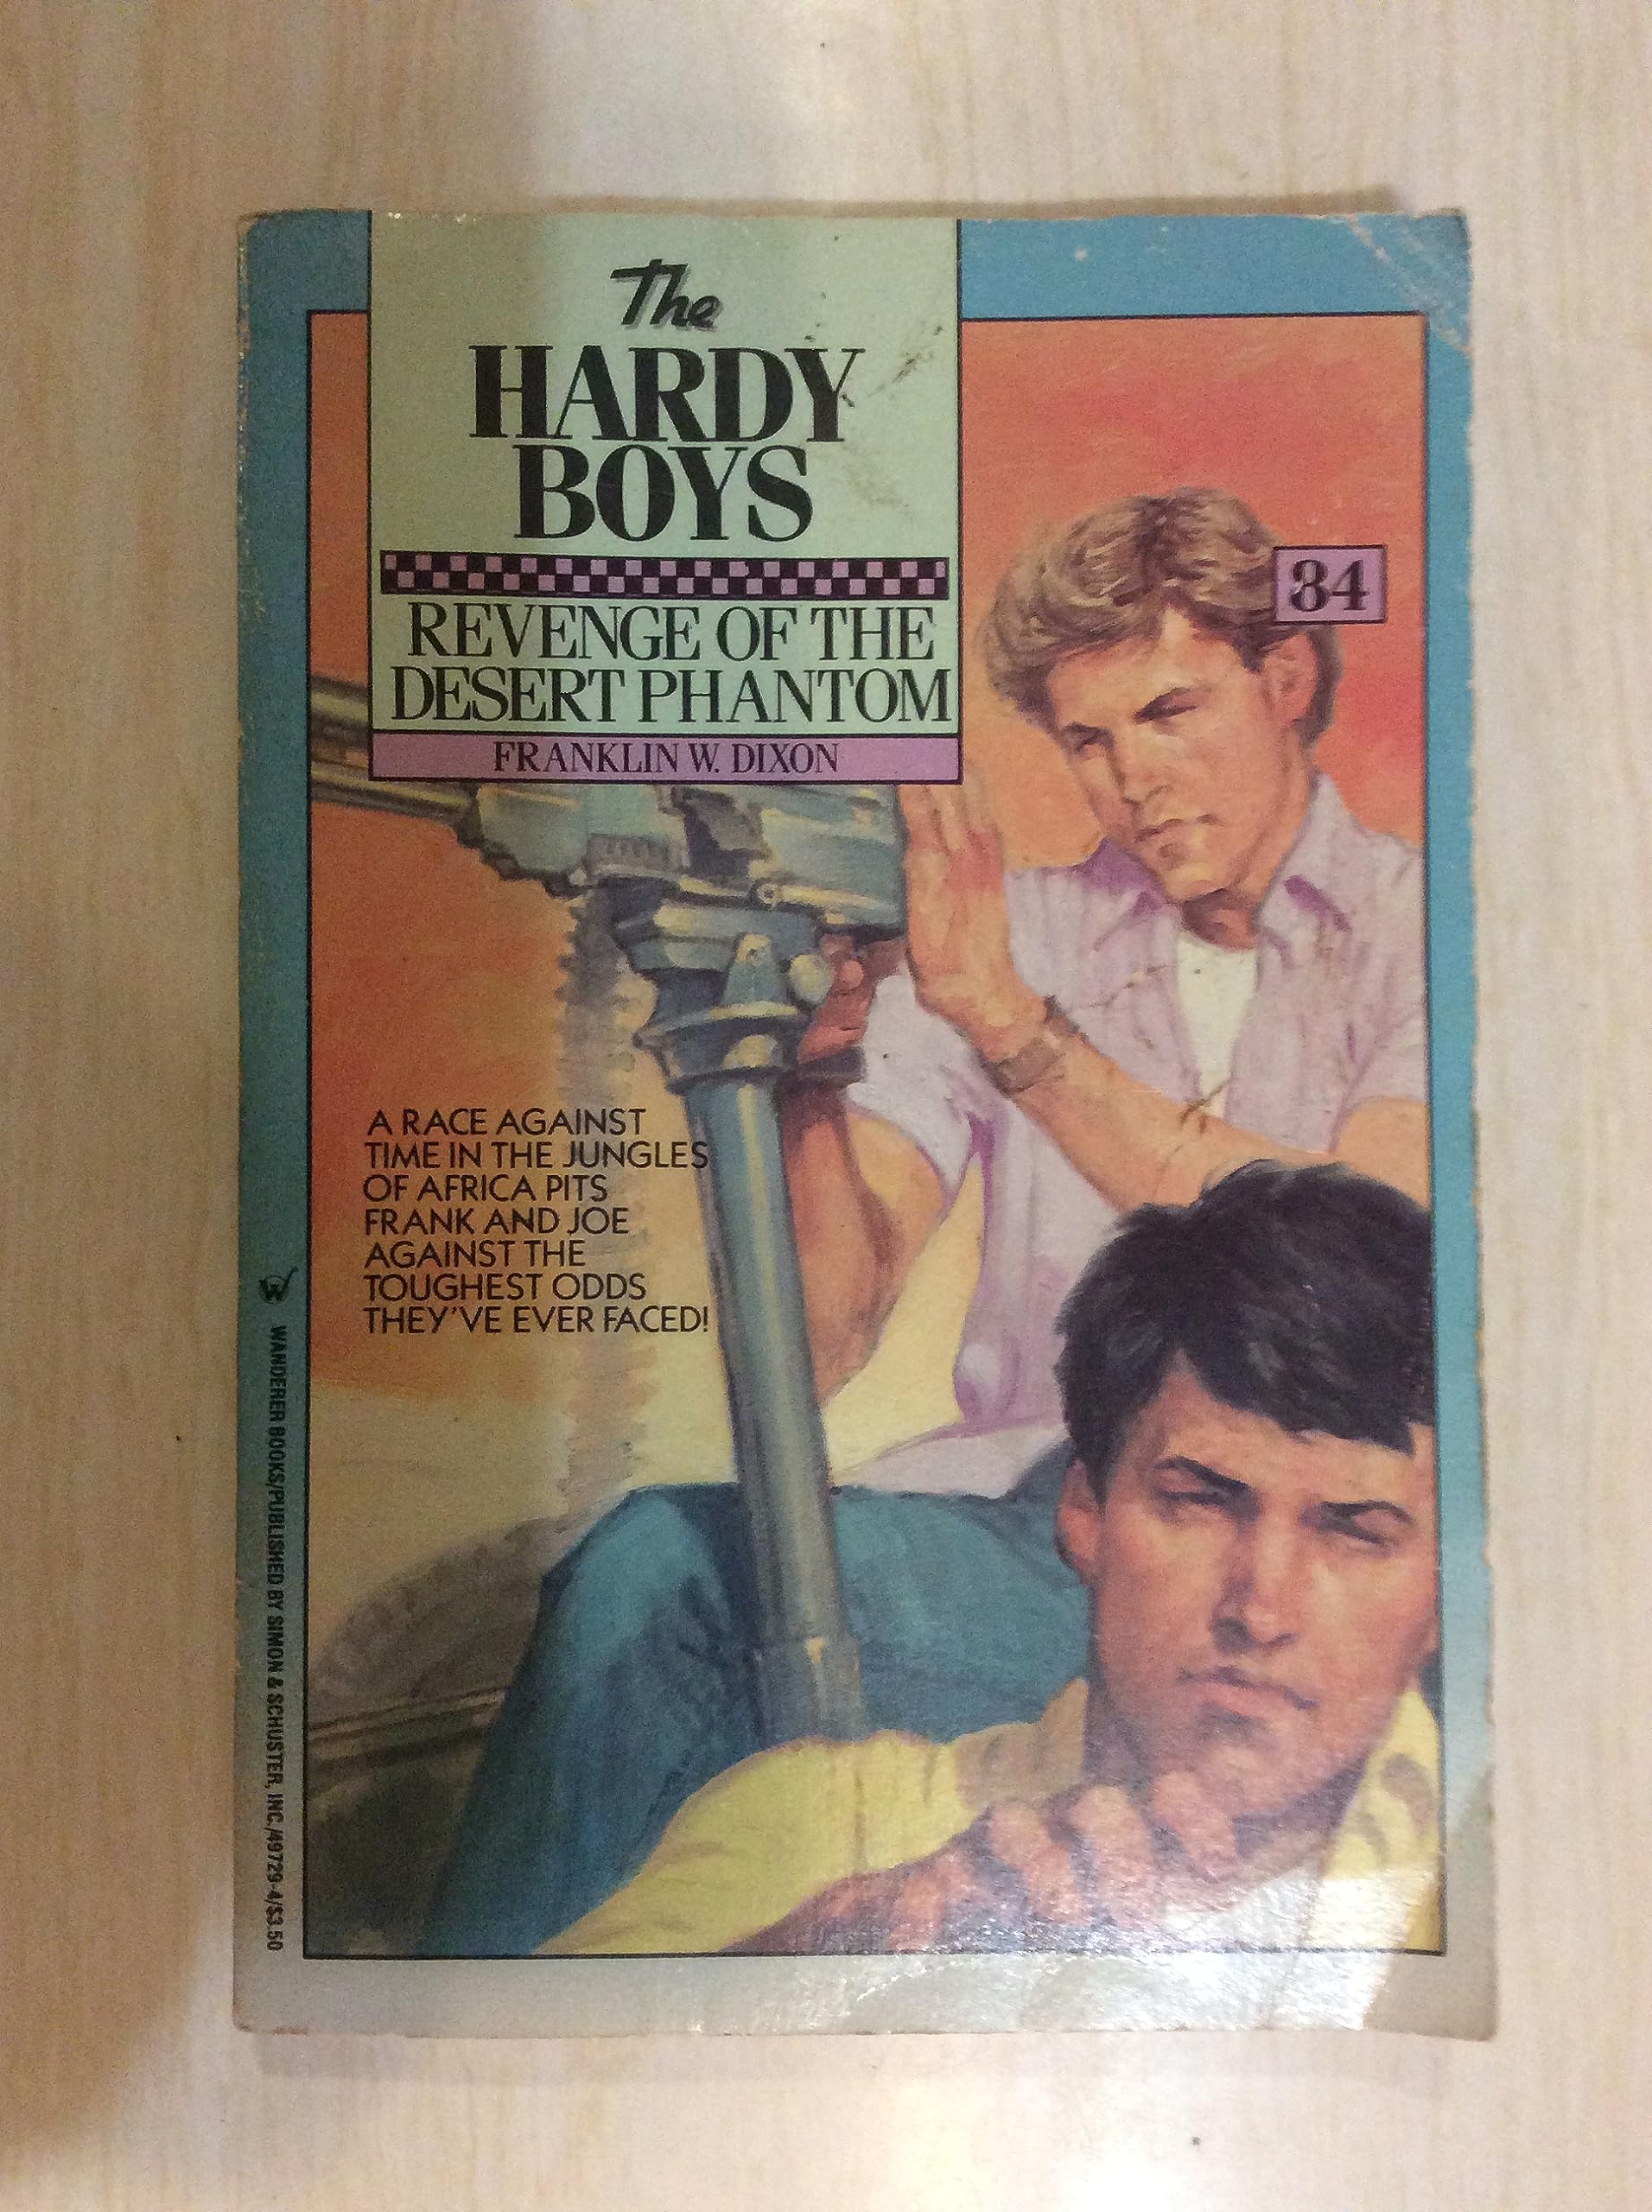 The
HARDY
BOYS
REVENGE OF THE
DESERT PHANTOM
FRANKLIN W. DIXON
84
A RACE AGAINST
TIME IN THE JUNGLES
OF AFRICA PITS
FRANK AND JOE
AGAINST THE
TOUGHEST ODDS
THEY'VE EVER FACED!
W
WANDERER BOOKS/PUBLISHED BY SIMON & SCHUSTER, INC./49729-4/$3.50